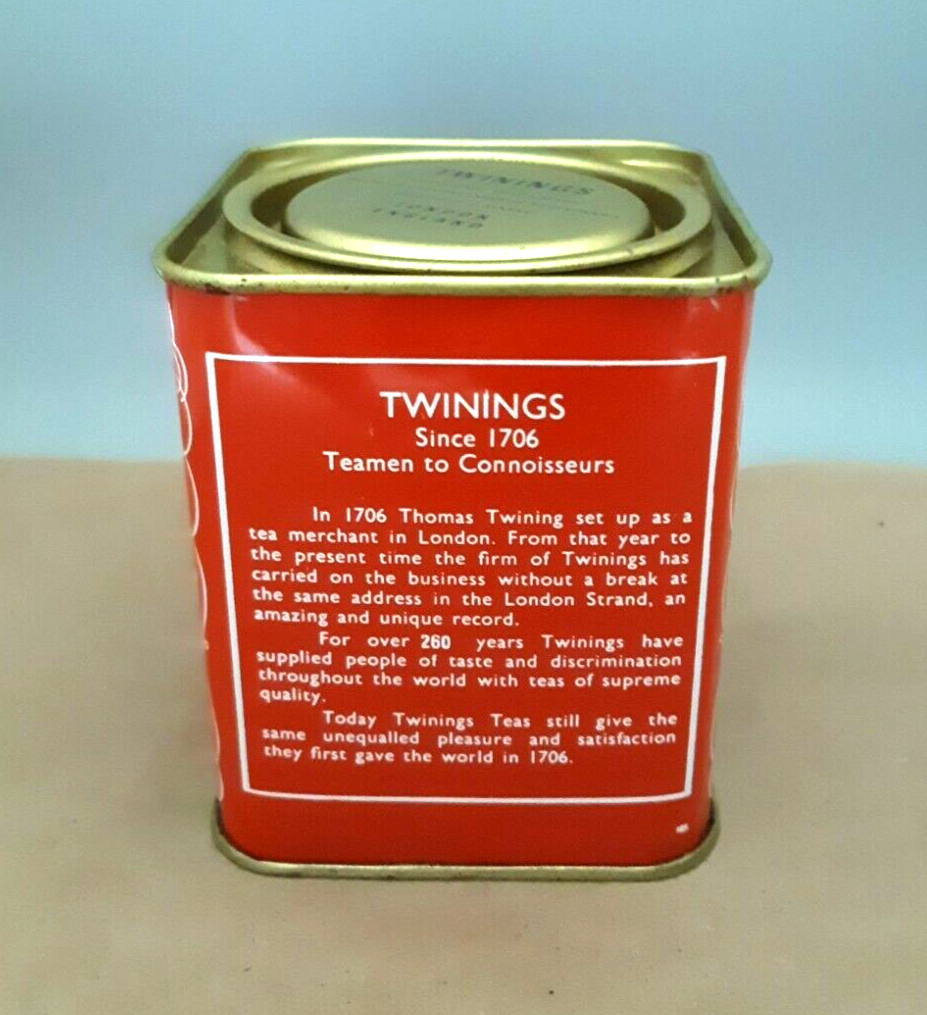 TWININGS
LONDON
ENGLAND
TWININGS
Since 1706
Teamen to Connoisseurs
In 1706 Thomas Twining set up as a
tea merchant in London. From that year to
the present time the firm of Twinings has
carried on the business without a break at
the same address in the London Strand, an
amazing and unique record.
For over 260 years Twinings have
supplied people of taste and discrimination
throughout the world with teas of supreme
quality.
Today Twinings Teas still give the
same unequalled pleasure and satisfaction
they first gave the world in 1706.